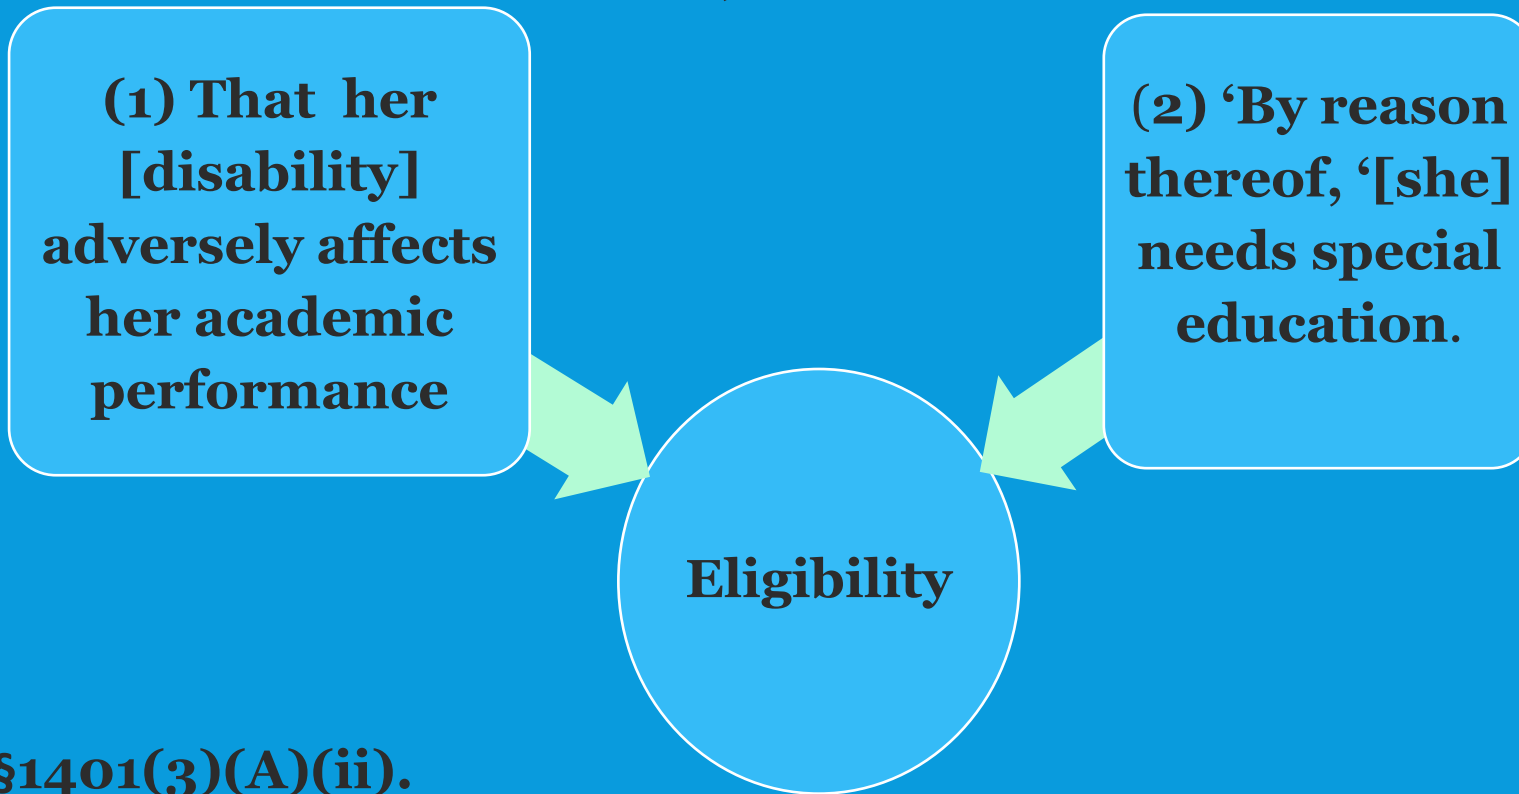 (1) That her
[disability]
adversely affects
her academic
performance
(2) ‘By reason
thereof, ‘[she]
needs special
education.
Eligibility
§1401(3)(A)(ii).